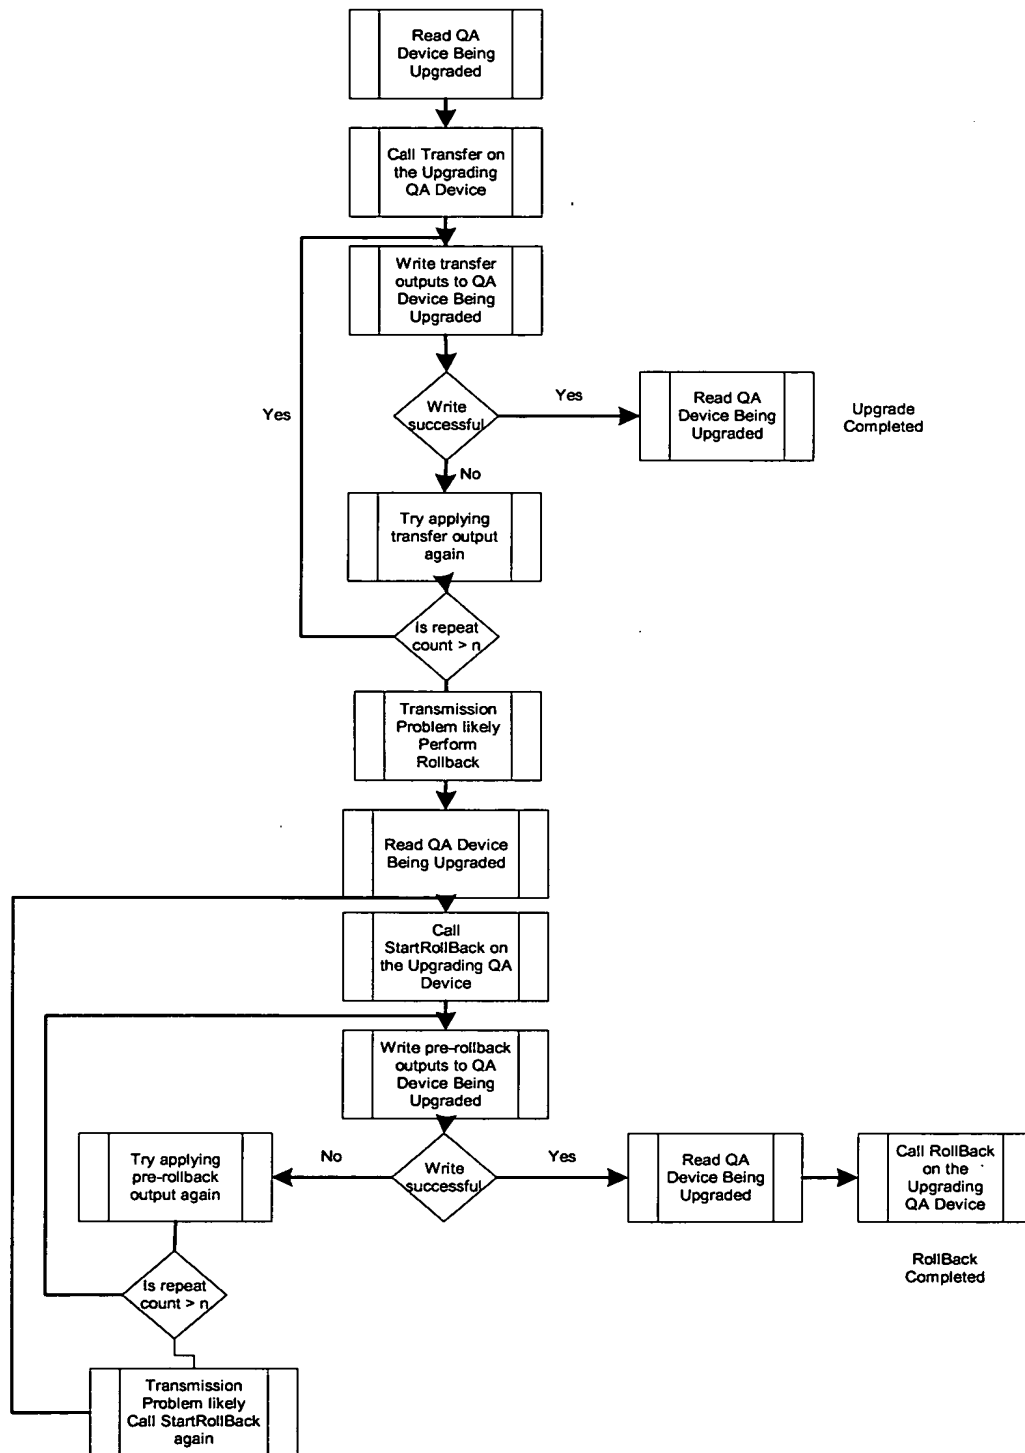 Read QA
Device Being
Upgraded
Call Transfer on
the Upgrading
QA Device
Write transfer
outputs to QA
Device Being
Upgraded
Yes
Write
successful
Yes
Read QA
Device Being
Upgraded
Upgrade
Completed
No
Try applying
transfer output
again
Is repeat
count > n
Transmission
Problem likely
Perform
Rollback
Read QA Device
Being Upgraded
Call
StartRollBack on
the Upgrading QA
Device
Write pre-rollback
outputs to QA
Device Being
Upgraded
Try applying
pre-rollback
output again
No
Write
successful
Yes
Read QA
Device Being
Upgraded
Call RollBack
on the
Upgrading
QA Device
RollBack
Completed
Is repeat
count > n
Transmission
Problem likely
Call StartRollBack
again